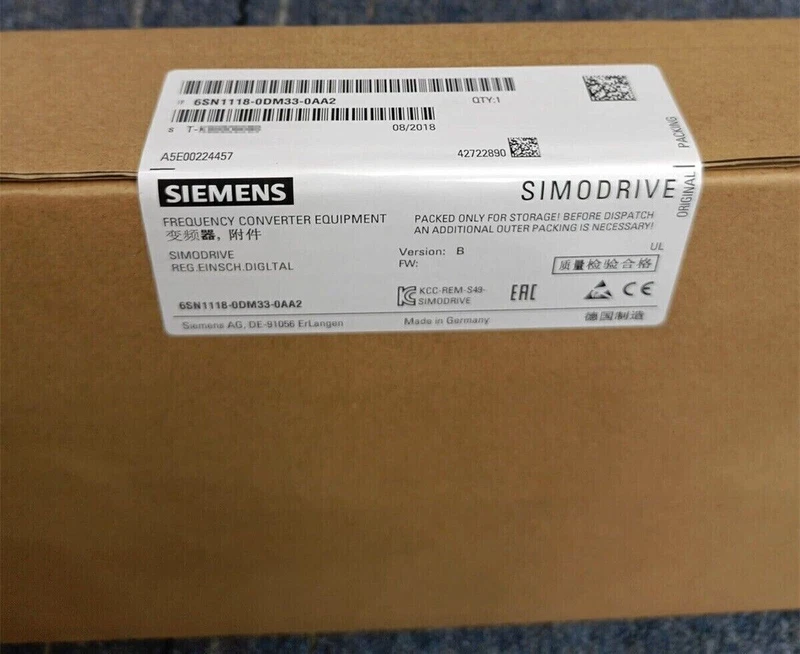 1P 6SN1118-0DM33-0AA2
QTY:1
S T-K
08/2018
A5E00224457
42722890
ORIGINAL PACKING
SIEMENS
SIMODRIVE
FREQUENCY CONVERTER EQUIPMENT
变频器, 附件
PACKED ONLY FOR STORAGE! BEFORE DISPATCH
AN ADDITIONAL OUTER PACKING IS NECESSARY!
SIMODRIVE
REG.EINSCH.DIGLTAL
Version: B
FW:
UL
质量检验合格
6SN1118-0DM33-0AA2
KCC-REM-S49-
SIMODRIVE
EAC
CE
Siemens AG, DE-91056 ErLangen
Made in Germany
德国制造